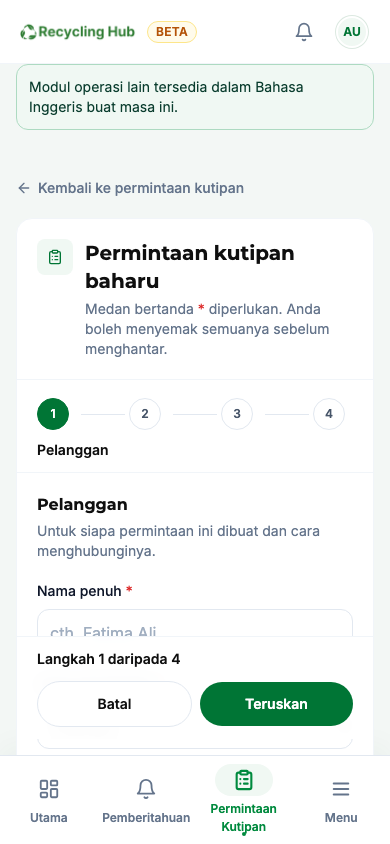 Recycling Hub BETA AU
Modul operasi lain tersedia dalam Bahasa
Inggeris buat masa ini.
Kembali ke permintaan kutipan
Permintaan kutipan
baharu
Medan bertanda * diperlukan. Anda
boleh menyemak semuanya sebelum
menghantar.
1 2 3 4
Pelanggan
Pelanggan
Untuk siapa permintaan ini dibuat dan cara
menghubunginya.
Nama penuh *
cth. Fatima Ali
Langkah 1 daripada 4
Batal Teruskan
Utama Pemberitahuan Permintaan
Kutipan Menu